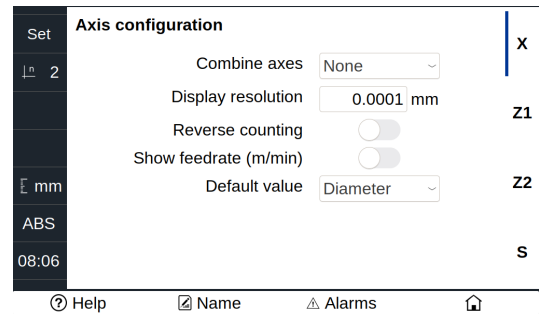 Set
Axis configuration
X
n 2
Combine axes None
Display resolution 0.0001 mm
Z1
Reverse counting
Show feedrate (m/min)
mm
Default value Diameter
Z2
ABS
08:06
S
? Help Name Alarms